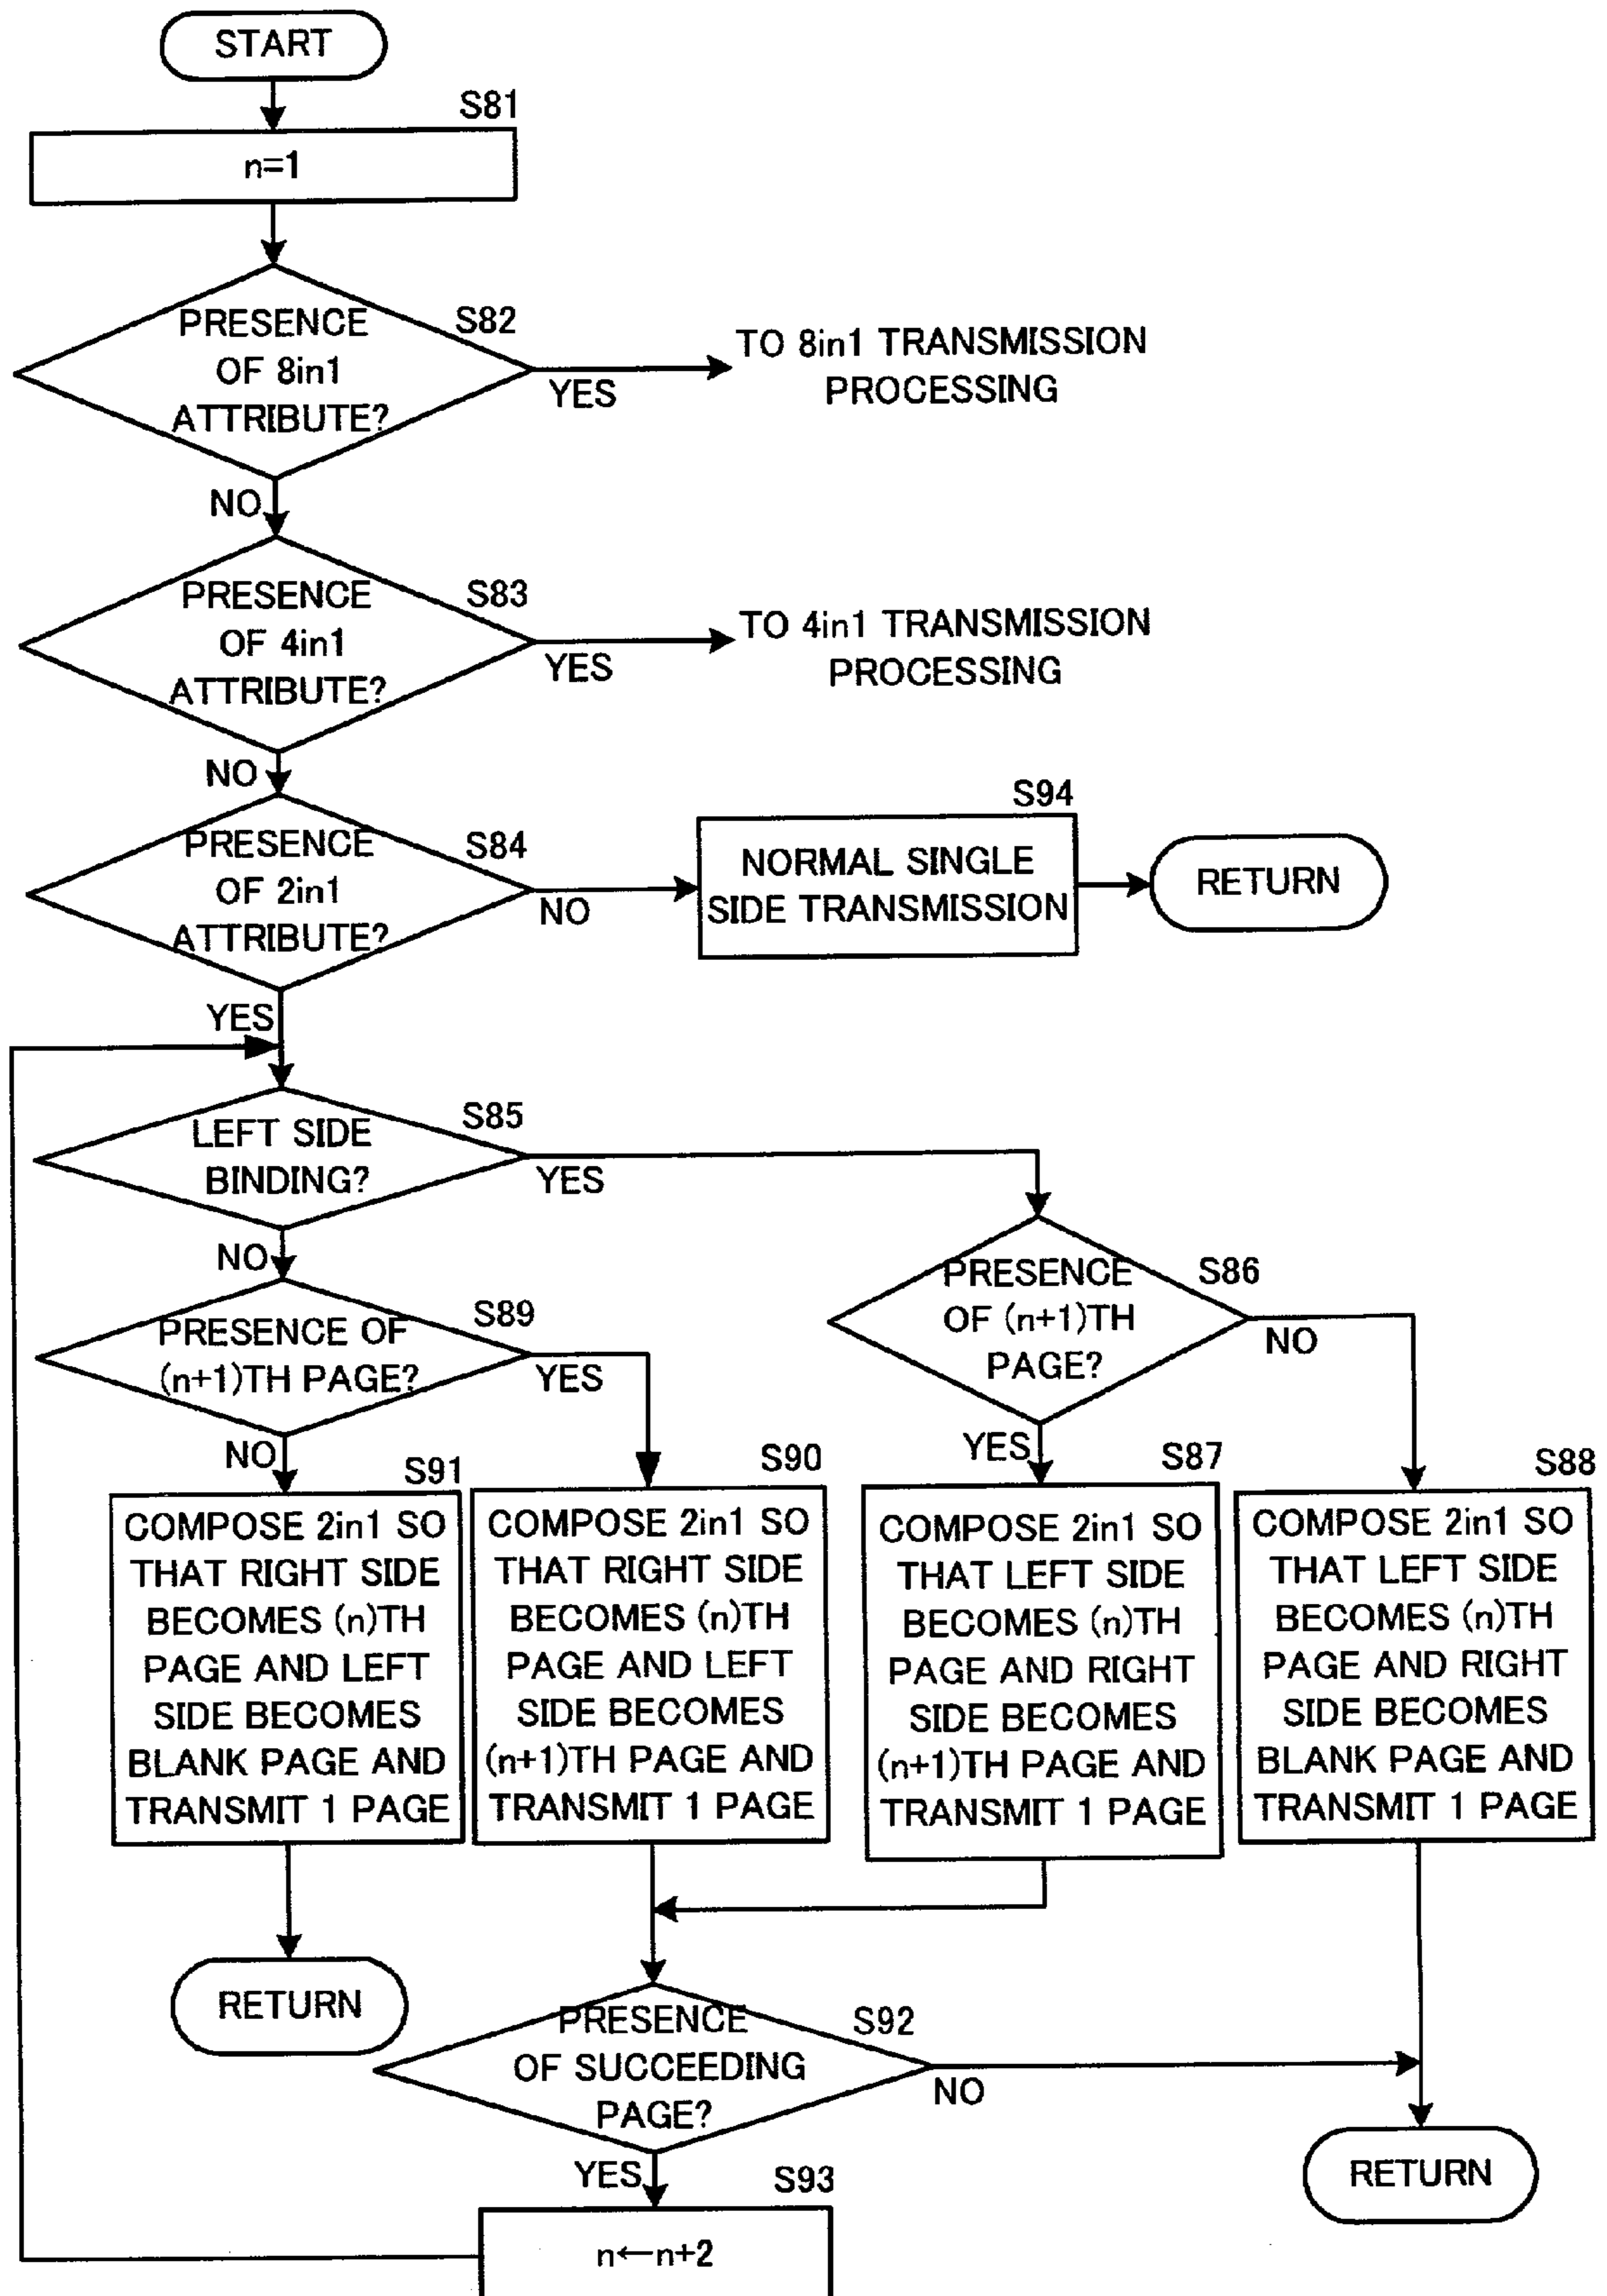 START
S81
n=1
S82
PRESENCE
OF 8in1
ATTRIBUTE?
YES
TO 8in1 TRANSMISSION
PROCESSING
NO
S83
PRESENCE
OF 4in1
ATTRIBUTE?
YES
TO 4in1 TRANSMISSION
PROCESSING
NO
S84
PRESENCE
OF 2in1
ATTRIBUTE?
NO
S94
NORMAL SINGLE
SIDE TRANSMISSION
RETURN
YES
S85
LEFT SIDE
BINDING?
YES
NO
S86
PRESENCE
OF (n+1)TH
PAGE?
NO
YES
S89
PRESENCE OF
(n+1)TH PAGE?
YES
NO
S91
COMPOSE 2in1 SO
THAT RIGHT SIDE
BECOMES (n)TH
PAGE AND LEFT
SIDE BECOMES
BLANK PAGE AND
TRANSMIT 1 PAGE
S90
COMPOSE 2in1 SO
THAT RIGHT SIDE
BECOMES (n)TH
PAGE AND LEFT
SIDE BECOMES
(n+1)TH PAGE AND
TRANSMIT 1 PAGE
S87
COMPOSE 2in1 SO
THAT LEFT SIDE
BECOMES (n)TH
PAGE AND RIGHT
SIDE BECOMES
(n+1)TH PAGE AND
TRANSMIT 1 PAGE
S88
COMPOSE 2in1 SO
THAT LEFT SIDE
BECOMES (n)TH
PAGE AND RIGHT
SIDE BECOMES
BLANK PAGE AND
TRANSMIT 1 PAGE
RETURN
S92
PRESENCE
OF SUCCEEDING
PAGE?
NO
YES
RETURN
S93
n←n+2